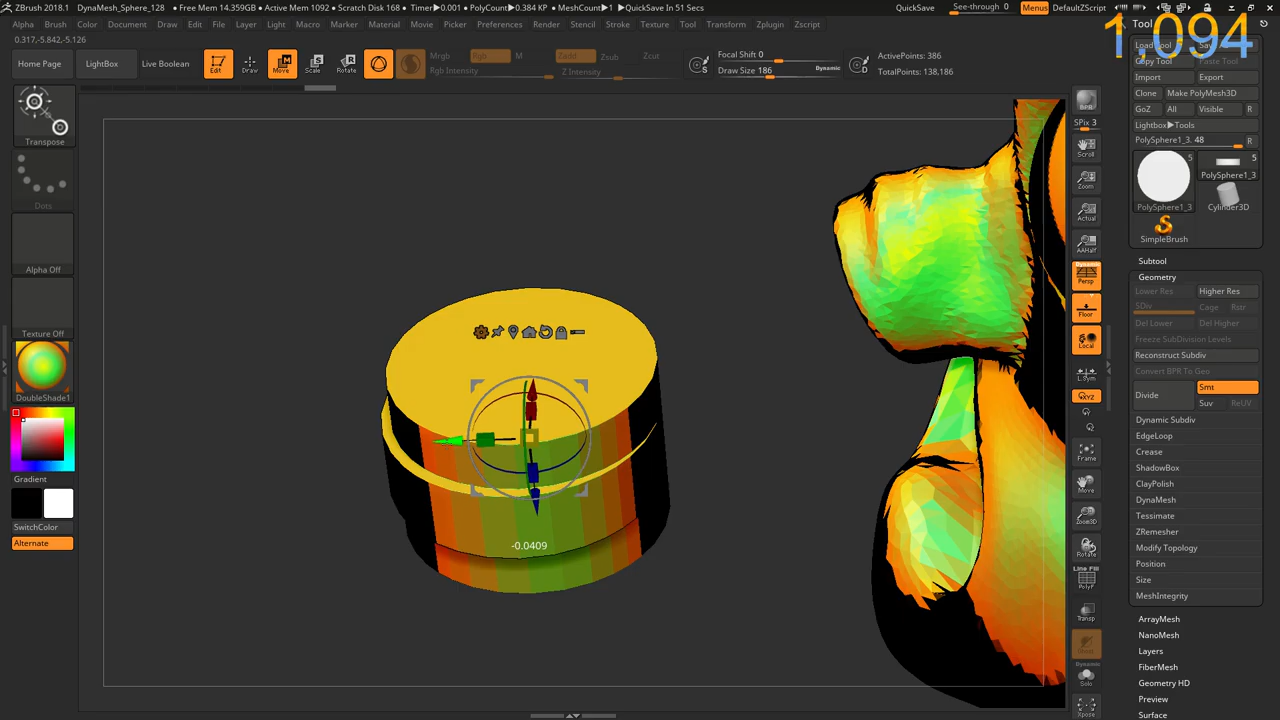 ZBrush 2018.1 DynaMesh_Sphere_128 • Free Mem 14.359GB • Active Mem 1092 • Scratch Disk 168 • Timer▶0.001 • PolyCount▶0.384 KP • MeshCount▶1 ▶QuickSave In 51 Secs QuickSave See-through 0 Menus DefaultZScript
1.094
Alpha Brush Color Document Draw Edit File Layer Light Macro Marker Material Movie Picker Preferences Render Stencil Stroke Texture Tool Transform Zplugin Zscript
Tool
0.317,-5.842,-5.126
Home Page LightBox Live Boolean Edit Draw Move Scale Rotate
Mrgb Rgb M Zadd Zsub Zcut
Rgb Intensity Z Intensity
Focal Shift 0
Draw Size 186 Dynamic
ActivePoints: 386
TotalPoints: 138,186
Load Tool
Copy Tool Paste Tool
Import Export
Clone Make PolyMesh3D
GoZ All Visible R
Lightbox▶Tools
PolySphere1_3. 48 R
5 5
PolySphere1_3
PolySphere1_3 Cylinder3D
SimpleBrush
Subtool
Geometry
Lower Res Higher Res
SDiv Cage Rstr
Del Lower Del Higher
Freeze SubDivision Levels
Reconstruct Subdiv
Convert BPR To Geo
Divide Smt
Suv ReUV
Dynamic Subdiv
EdgeLoop
Crease
ShadowBox
ClayPolish
DynaMesh
Tessimate
ZRemesher
Modify Topology
Position
Size
MeshIntegrity
ArrayMesh
NanoMesh
Layers
FiberMesh
Geometry HD
Preview
Surface
Transpose
Dots
Alpha Off
Texture Off
DoubleShade1
Gradient
SwitchColor
Alternate
-0.0409
BPR
SPix 3
Scroll
Zoom
Actual
AAHalf
Dynamic
Persp
Floor
Local
L.Sym
XYZ
Frame
Move
Zoom3D
Rotate
Line Fill
PolyF
Transp
Dynamic
Solo
Xpose